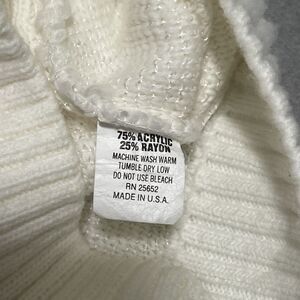 75% ACRYLIC
25% RAYON
MACHINE WASH WARM
TUMBLE DRY LOW
DO NOT USE BLEACH
RN 25652
MADE IN U.S.A.